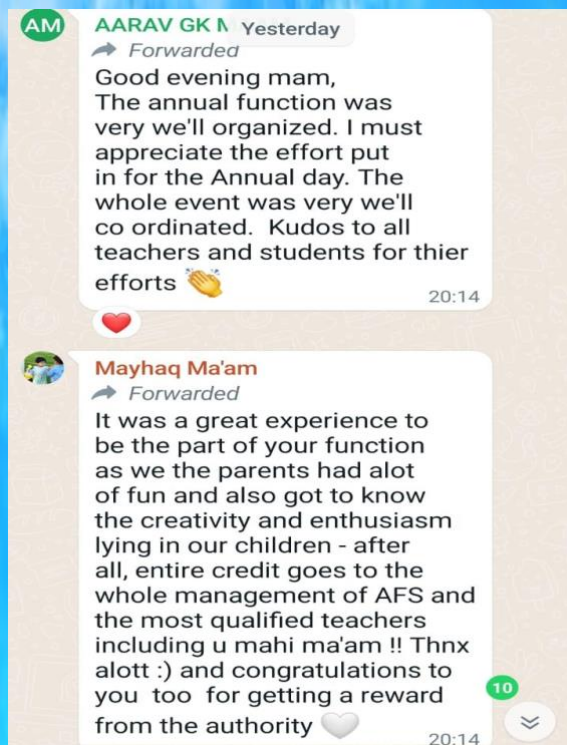 AM
AARAV GK
Yesterday
Forwarded
Good evening mam,
The annual function was
very we'll organized. I must
appreciate the effort put
in for the Annual day. The
whole event was very we'll
co ordinated.  Kudos to all
teachers and students for thier
efforts 👏
20:14
❤️
Mayhaq Ma'am
Forwarded
It was a great experience to
be the part of your function
as we the parents had alot
of fun and also got to know
the creativity and enthusiasm
lying in our children - after
all, entire credit goes to the
whole management of AFS and
the most qualified teachers
including u mahi ma'am !! Thnx
alott :) and congratulations to
you  too  for getting a reward
from the authority 🤍
20:14
10